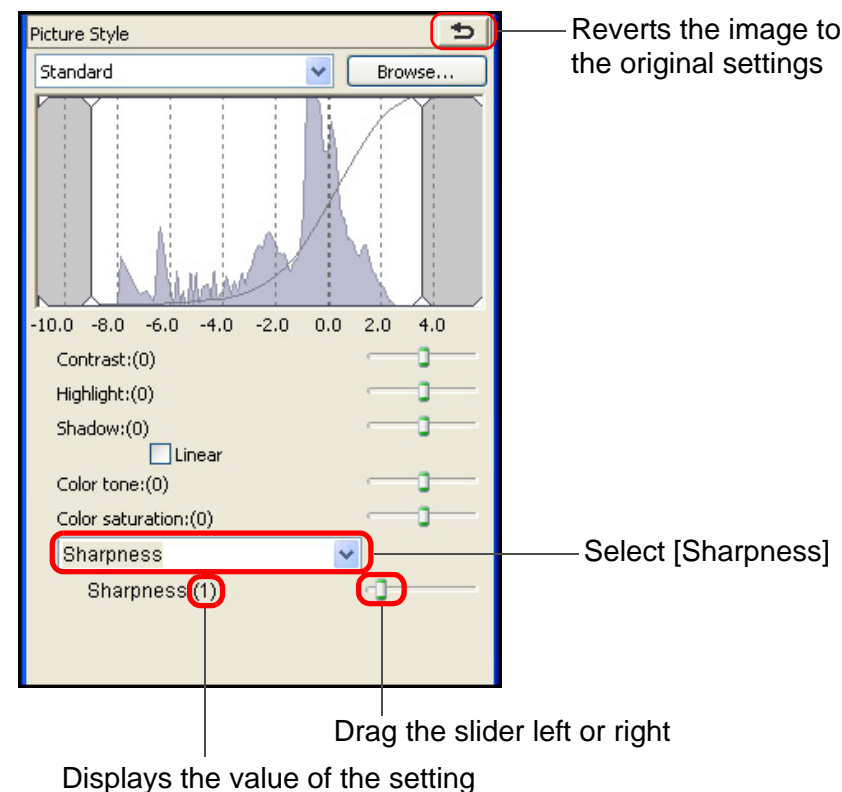 Picture Style
Reverts the image to
the original settings
Standard
Browse...
-10.0 -8.0 -6.0 -4.0 -2.0 0.0 2.0 4.0
Contrast:(0)
Highlight:(0)
Shadow:(0)
Linear
Color tone:(0)
Color saturation:(0)
Sharpness
Select [Sharpness]
Sharpness:(1)
Drag the slider left or right
Displays the value of the setting